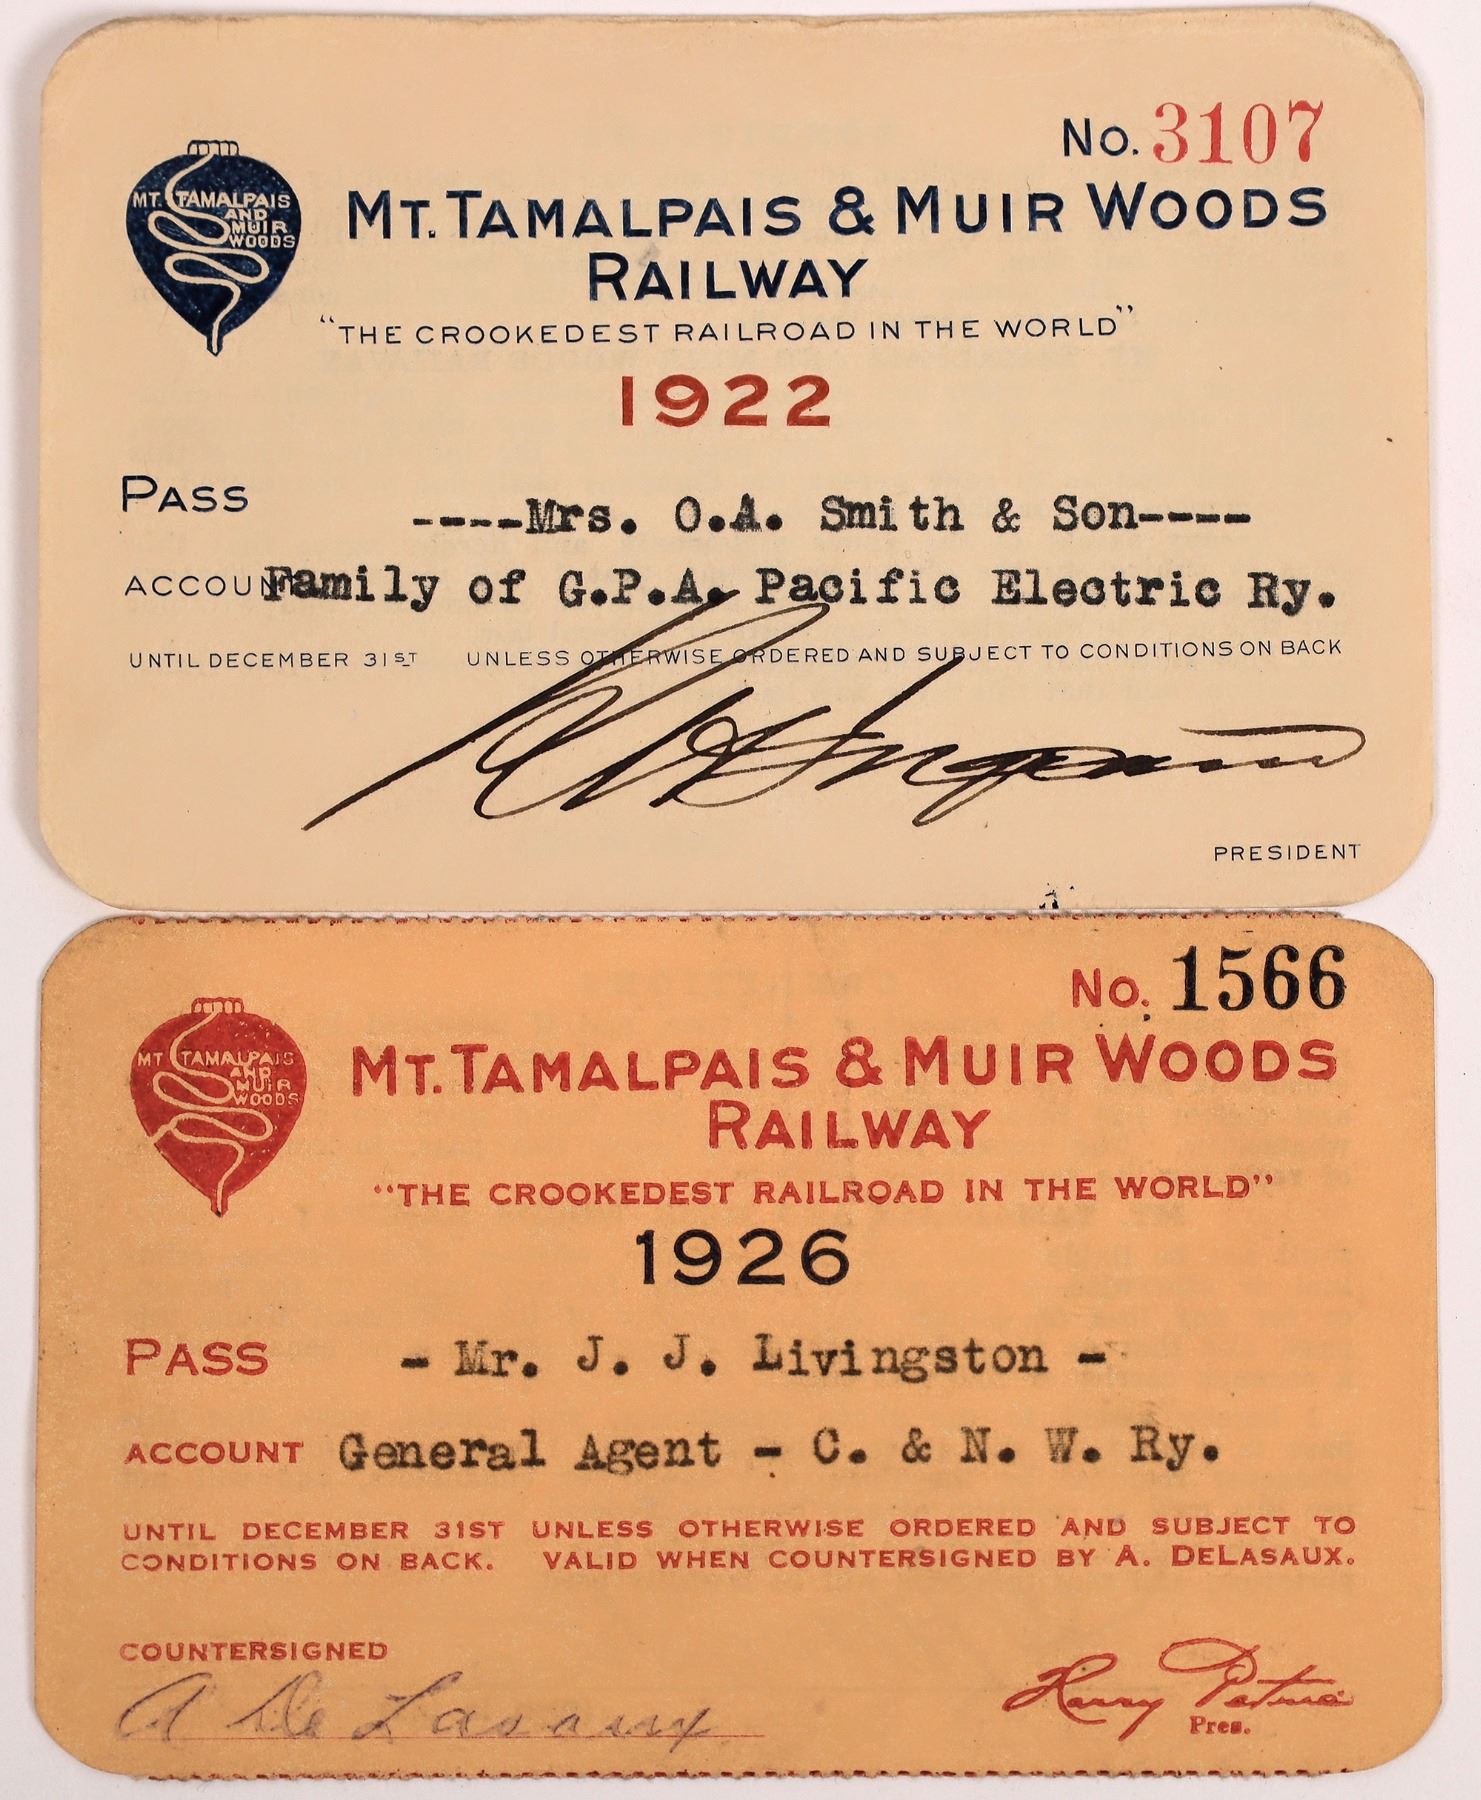 No. 3107
MT. TAMALPAIS
AND
MUIR
WOODS
MT. TAMALPAIS & MUIR WOODS
RAILWAY
"THE CROOKEDEST RAILROAD IN THE WORLD"
1922
PASS ----Mrs. O.A. Smith & Son----
ACCOUNT Family of G.P.A. Pacific Electric Ry.
UNTIL DECEMBER 31ST UNLESS OTHERWISE ORDERED AND SUBJECT TO CONDITIONS ON BACK
PRESIDENT
No. 1566
MT TAMALPAIS
AND
MUIR
WOODS
MT. TAMALPAIS & MUIR WOODS
RAILWAY
"THE CROOKEDEST RAILROAD IN THE WORLD"
1926
PASS - Mr. J. J. Livingston -
ACCOUNT General Agent - C. & N. W. Ry.
UNTIL DECEMBER 31ST UNLESS OTHERWISE ORDERED AND SUBJECT TO
CONDITIONS ON BACK. VALID WHEN COUNTERSIGNED BY A. DELASAUX.
COUNTERSIGNED
A De Lasaux
Harry
Pres.